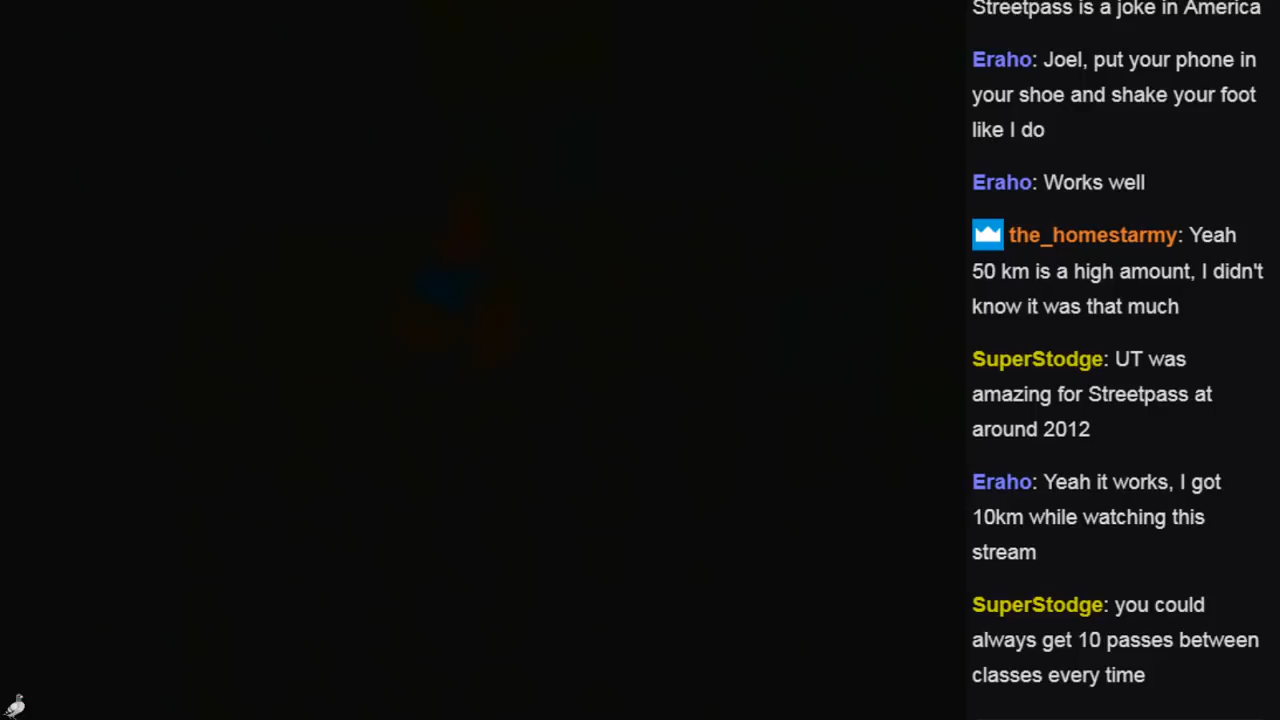 Streetpass is a joke in America
Eraho: Joel, put your phone in
your shoe and shake your foot
like I do
Eraho: Works well
the_homestarmy: Yeah
50 km is a high amount, I didn't
know it was that much
SuperStodge: UT was
amazing for Streetpass at
around 2012
Eraho: Yeah it works, I got
10km while watching this
stream
SuperStodge: you could
always get 10 passes between
classes every time